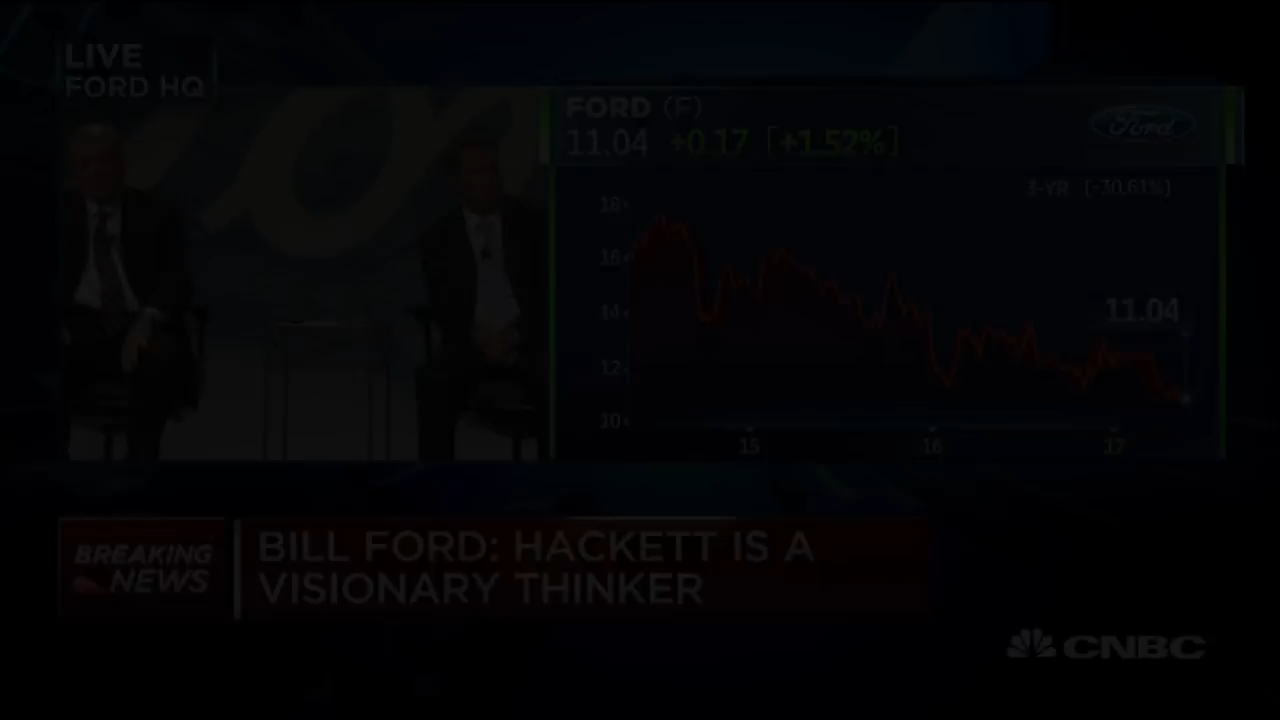 LIVE
FORD HQ
FORD (F)
11.04 +0.17 [+1.52%]
Ford
3-YR [-30.61%]
18
16
14
12
10
11.04
15 16 17
BREAKING
NEWS
BILL FORD: HACKETT IS A
VISIONARY THINKER
CNBC